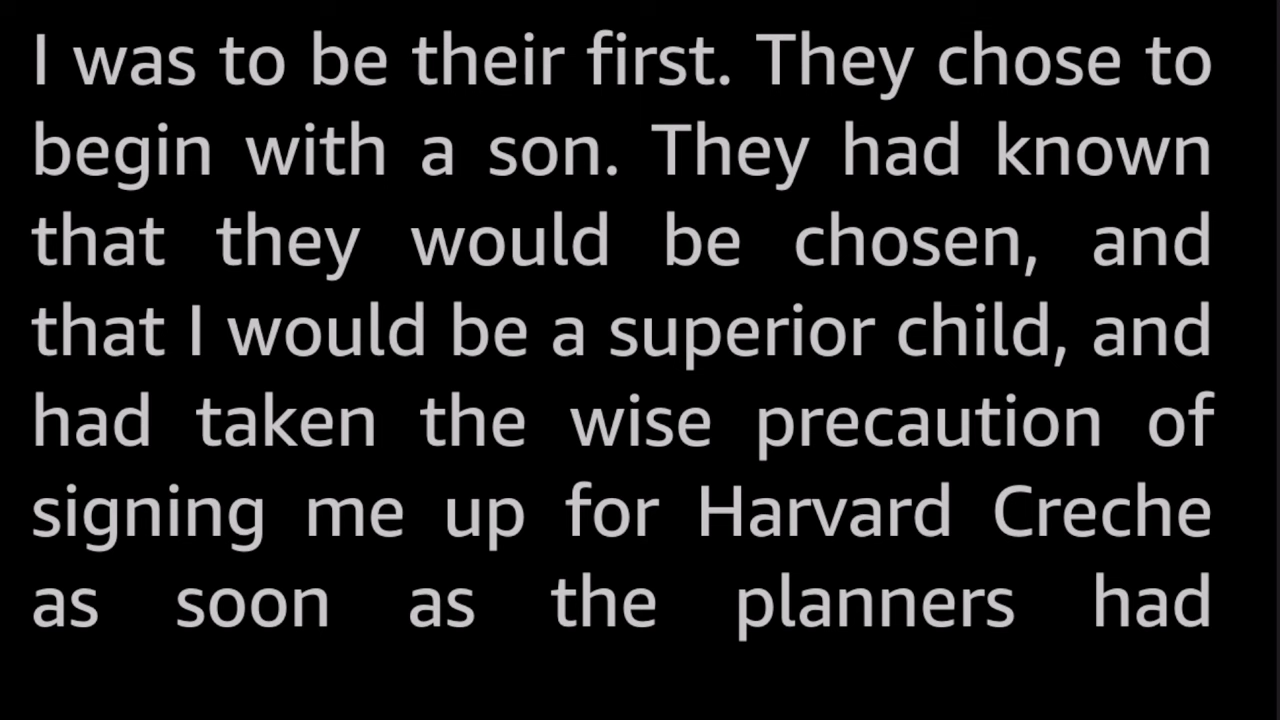 I was to be their first. They chose to
begin with a son. They had known
that they would be chosen, and
that I would be a superior child, and
had taken the wise precaution of
signing me up for Harvard Creche
as soon as the planners had